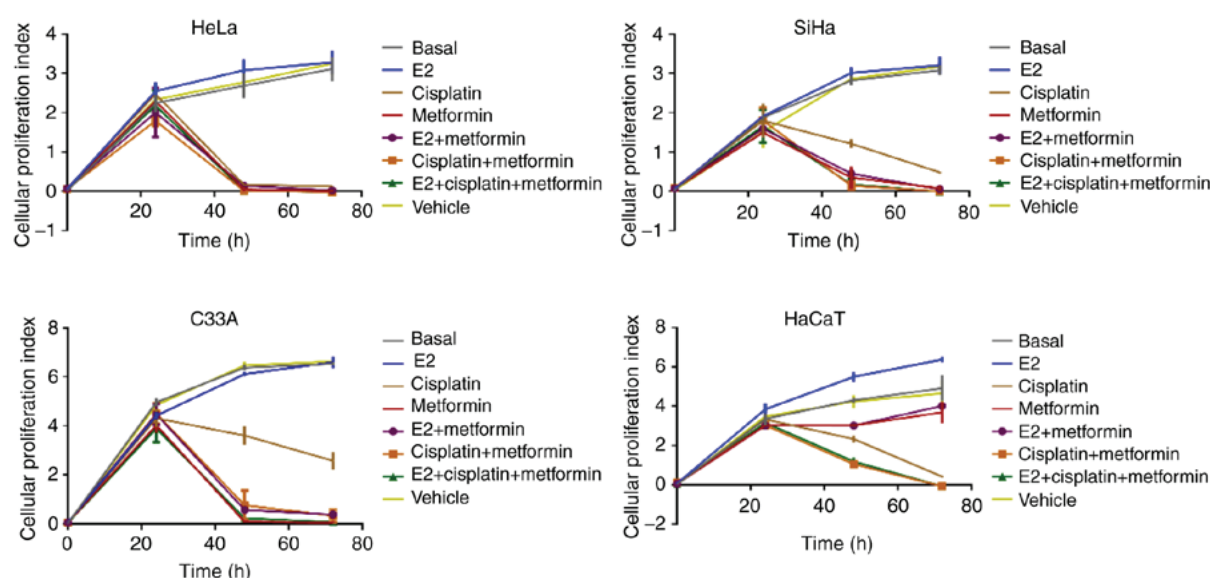 HeLa
Cellular proliferation index
4
3
2
1
0
−1
0
20
40
60
80
Time (h)
Basal
E2
Cisplatin
Metformin
E2+metformin
Cisplatin+metformin
E2+cisplatin+metformin
Vehicle
SiHa
Cellular proliferation index
4
3
2
1
0
−1
0
20
40
60
80
Time (h)
Basal
E2
Cisplatin
Metformin
E2+metformin
Cisplatin+metformin
E2+cisplatin+metformin
Vehicle
C33A
Cellular proliferation index
8
6
4
2
0
0
20
40
60
80
Time (h)
Basal
E2
Cisplatin
Metformin
E2+metformin
Cisplatin+metformin
E2+cisplatin+metformin
Vehicle
HaCaT
Cellular proliferation index
8
6
4
2
0
−2
0
20
40
60
80
Time (h)
Basal
E2
Cisplatin
Metformin
E2+metformin
Cisplatin+metformin
E2+cisplatin+metformin
Vehicle